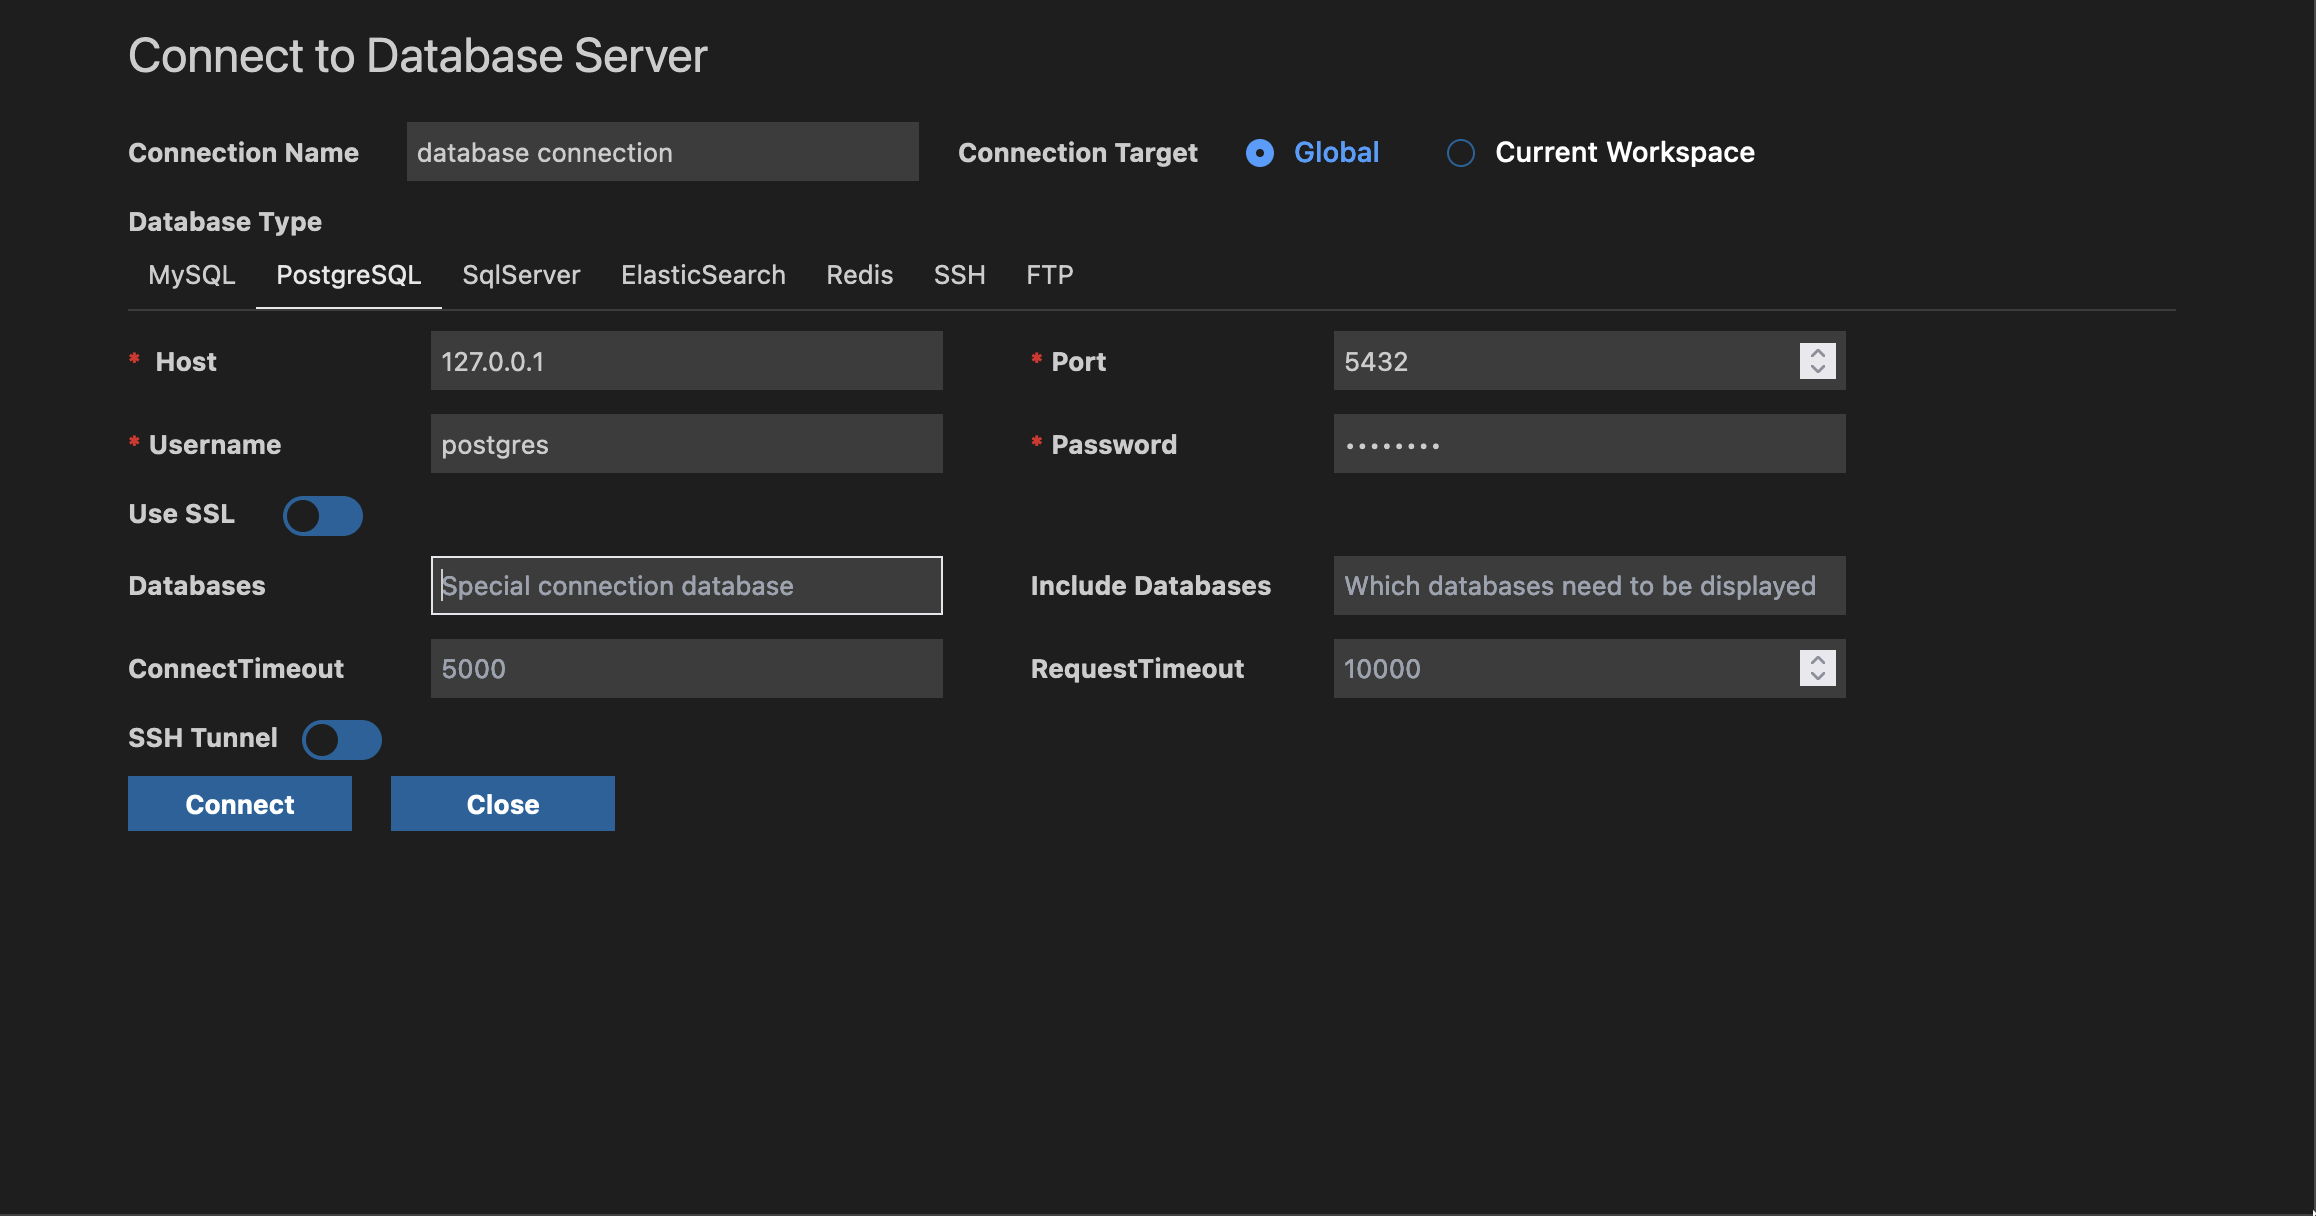 Connect to Database Server
Connection Name database connection Connection Target Global Current Workspace
Database Type
MySQL PostgreSQL SqlServer ElasticSearch Redis SSH FTP
* Host 127.0.0.1 * Port 5432
* Username postgres * Password ••••••••
Use SSL
Databases Special connection database Include Databases Which databases need to be displayed
ConnectTimeout 5000 RequestTimeout 10000
SSH Tunnel
Connect Close